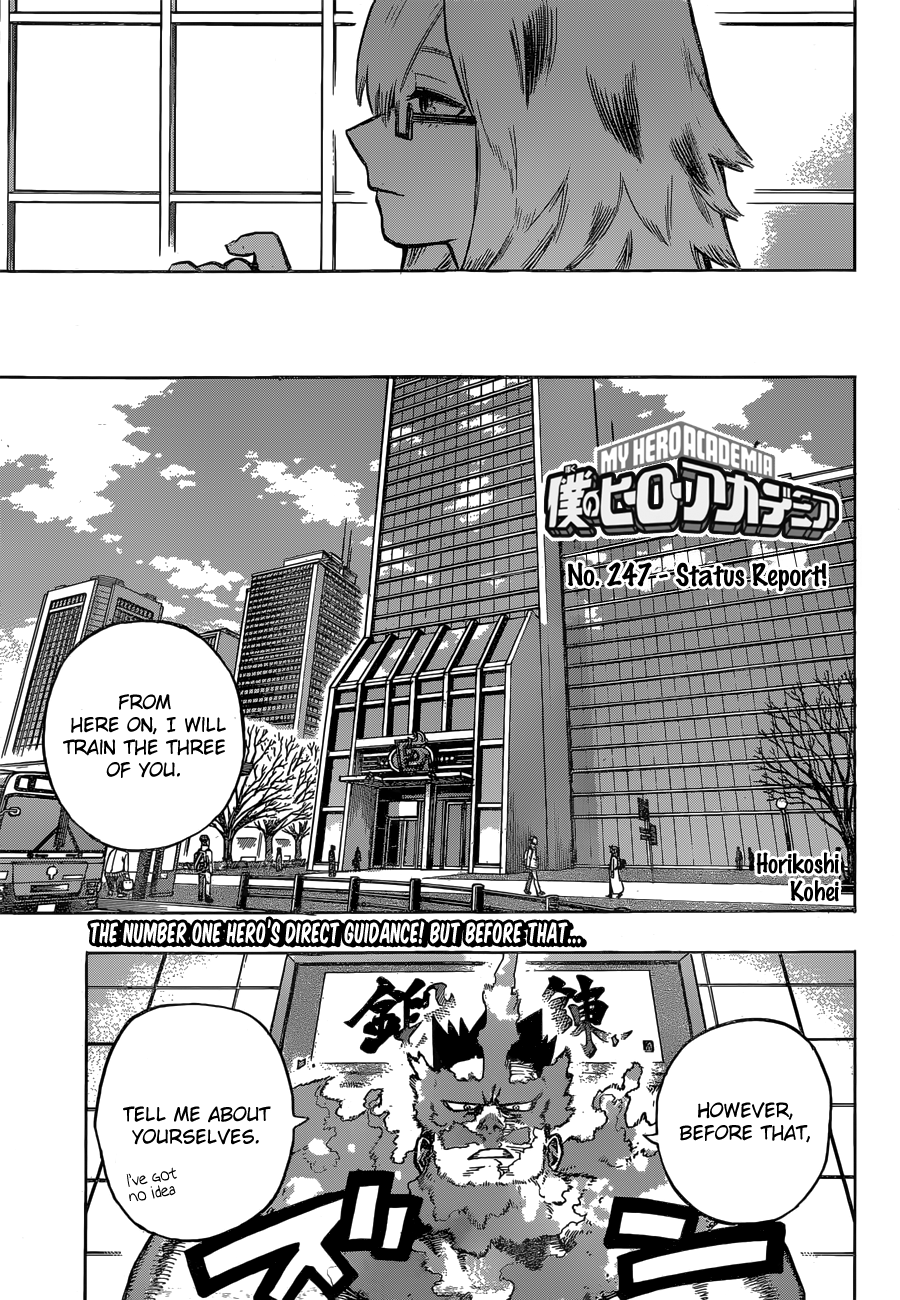 MY HERO ACADEMIA
僕のヒーローアカデミア
No. 247 - Status Report!
FROM
HERE ON, I WILL
TRAIN THE THREE
OF YOU.
Horikoshi
Kohei
THE NUMBER ONE HERO'S DIRECT GUIDANCE! BUT BEFORE THAT...
HOWEVER,
BEFORE THAT,
TELL ME ABOUT
YOURSELVES.
I'VE GOT
NO IDEA
ズン